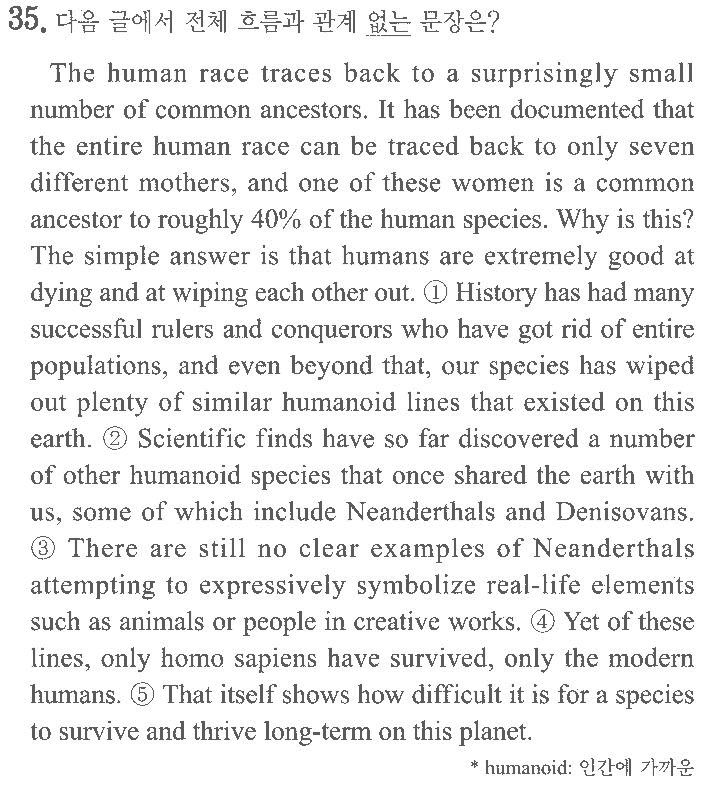 35. 다음 글에서 전체 흐름과 관계 없는 문장은?
The human race traces back to a surprisingly small
number of common ancestors. It has been documented that
the entire human race can be traced back to only seven
different mothers, and one of these women is a common
ancestor to roughly 40% of the human species. Why is this?
The simple answer is that humans are extremely good at
dying and at wiping each other out. ① History has had many
successful rulers and conquerors who have got rid of entire
populations, and even beyond that, our species has wiped
out plenty of similar humanoid lines that existed on this
earth. ② Scientific finds have so far discovered a number
of other humanoid species that once shared the earth with
us, some of which include Neanderthals and Denisovans.
③ There are still no clear examples of Neanderthals
attempting to expressively symbolize real-life elements
such as animals or people in creative works. ④ Yet of these
lines, only homo sapiens have survived, only the modern
humans. ⑤ That itself shows how difficult it is for a species
to survive and thrive long-term on this planet.
* humanoid: 인간에 가까운